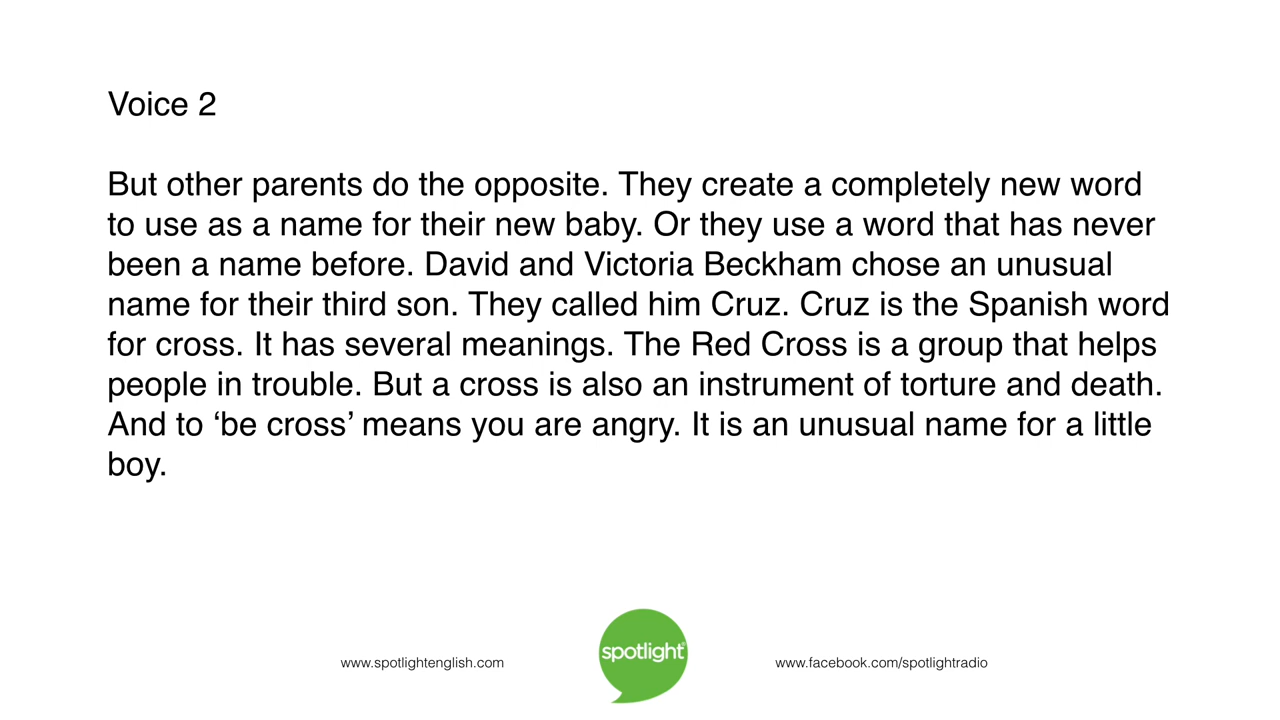 Voice 2
But other parents do the opposite. They create a completely new word
to use as a name for their new baby. Or they use a word that has never
been a name before. David and Victoria Beckham chose an unusual
name for their third son. They called him Cruz. Cruz is the Spanish word
for cross. It has several meanings. The Red Cross is a group that helps
people in trouble. But a cross is also an instrument of torture and death.
And to ‘be cross’ means you are angry. It is an unusual name for a little
boy.
www.spotlightenglish.com
spotlight®
www.facebook.com/spotlightradio